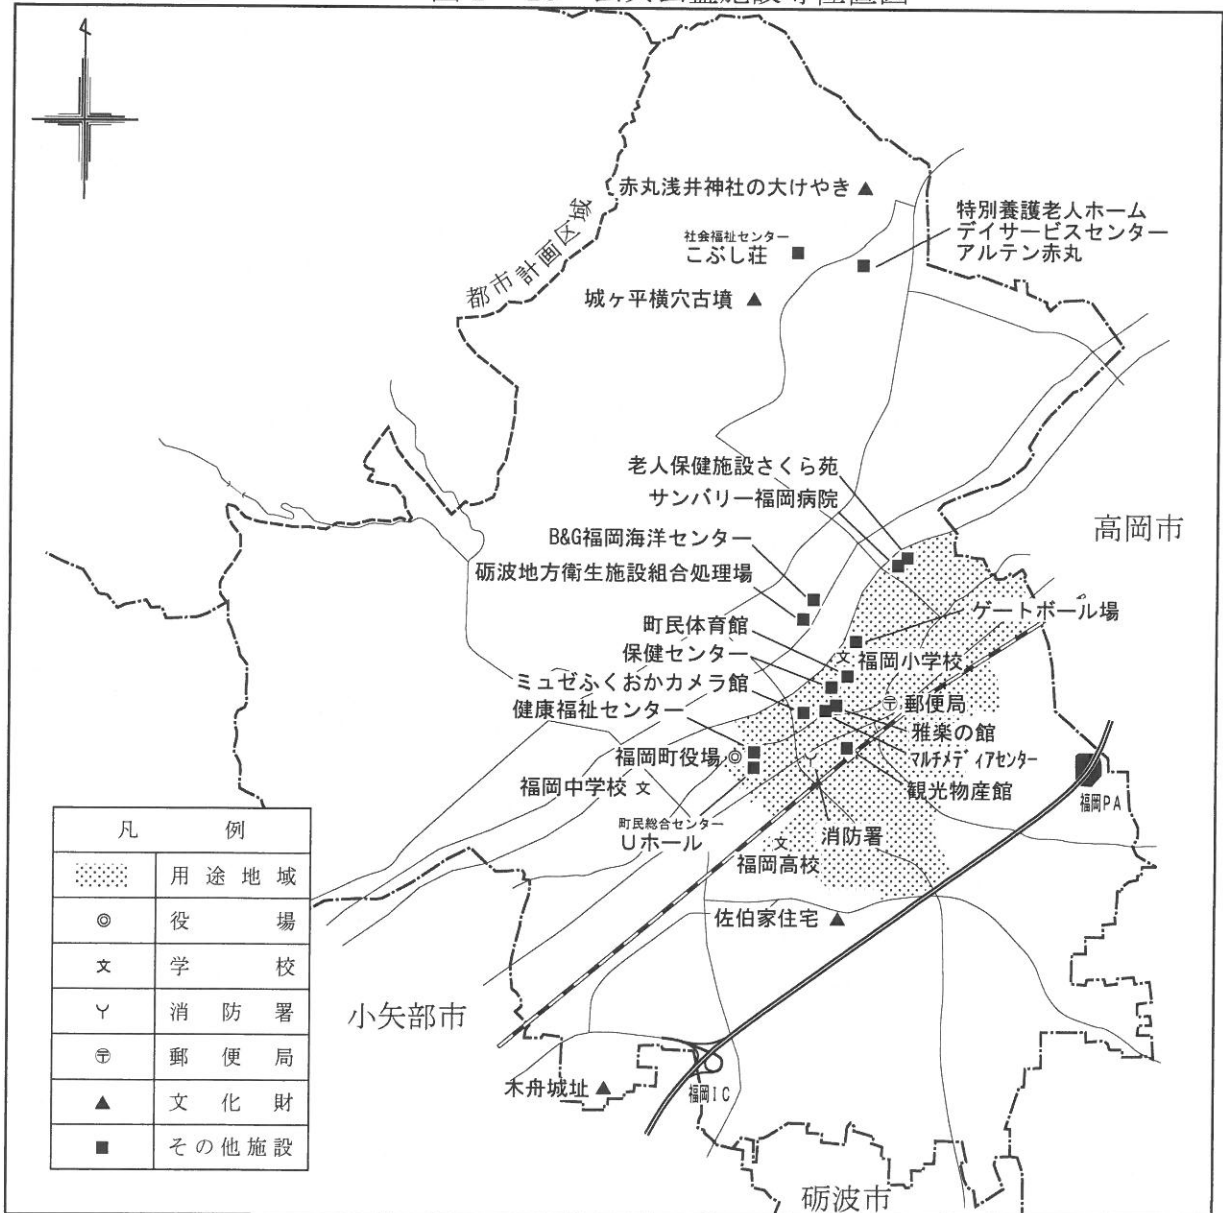 赤丸浅井神社の大けやき
特別養護老人ホーム
デイサービスセンター
アルテン赤丸
社会福祉センター
こぶし荘
都市計画区域
城ヶ平横穴古墳
老人保健施設さくら苑
サンバリー福岡病院
高岡市
B&G福岡海洋センター
砺波地方衛生施設組合処理場
ゲートボール場
町民体育館
保健センター
文 福岡小学校
ミュゼふくおかカメラ館
〒 郵便局
健康福祉センター
雅楽の館
福岡町役場
マルチメディアセンター
福岡中学校 文
観光物産館
福岡PA
町民総合センター
Uホール
消防署
文
福岡高校
佐伯家住宅
小矢部市
木舟城址
福岡IC
砺波市
凡 例
用途地域
◎ 役場
文 学校
Y 消防署
〒 郵便局
▲ 文化財
■ その他施設